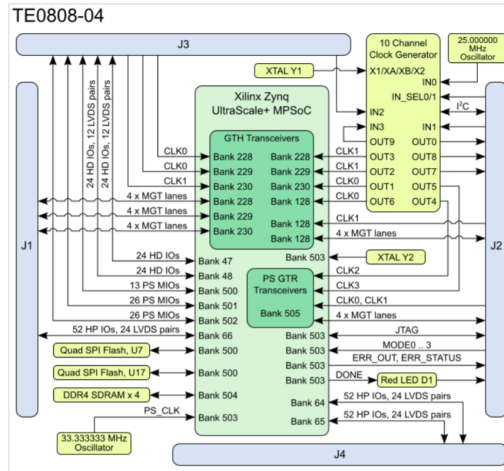 TE0808-04
J3
25.000000
MHz
Oscillator
10 Channel
Clock Generator
XTAL Y1
X1/XA/XB/X2
IN0
IN_SEL0/1
I²C
IN2
IN1
IN3
OUT9
OUT0
OUT3
OUT8
OUT2
OUT7
OUT1
OUT5
OUT6
OUT4
24 HD IOs, 12 LVDS pairs
24 HD IOs, 12 LVDS pairs
Xilinx Zynq
UltraScale+ MPSoC
GTH Transceivers
CLK0
Bank 228
Bank 228
CLK1
CLK0
Bank 229
Bank 229
CLK1
CLK1
Bank 230
Bank 230
CLK0
4 x MGT lanes
Bank 228
Bank 128
CLK0
4 x MGT lanes
Bank 229
CLK1
4 x MGT lanes
Bank 230
Bank 128
4 x MGT lanes
J1
J2
Bank 503
XTAL Y2
24 HD IOs
Bank 47
24 HD IOs
Bank 48
13 PS MIOs
Bank 500
26 PS MIOs
Bank 501
26 PS MIOs
Bank 502
52 HP IOs, 24 LVDS pairs
Bank 66
PS GTR
Transceivers
Bank 505
CLK2
CLK3
CLK0, CLK1
4 x MGT lanes
Bank 503
JTAG
Quad SPI Flash, U7
Bank 500
Bank 503
MODE0 .. 3
Bank 503
ERR_OUT, ERR_STATUS
Quad SPI Flash, U17
Bank 500
Bank 503
DONE
Red LED D1
DDR4 SDRAM x 4
Bank 504
Bank 64
52 HP IOs, 24 LVDS pairs
PS_CLK
Bank 503
Bank 65
52 HP IOs, 24 LVDS pairs
33.333333 MHz
Oscillator
J4